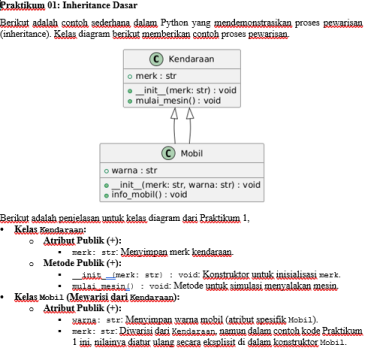 Praktikum 01: Inheritance Dasar
Berikut adalah contoh sederhana dalam Python yang mendemonstrasikan proses pewarisan
(inheritance). Kelas diagram berikut memberikan contoh proses pewarisan.
C Kendaraan
merk : str
__init__(merk: str) : void
mulai_mesin() : void
C Mobil
warna : str
__init__(merk: str, warna: str) : void
info_mobil() : void
Berikut adalah penjelasan untuk kelas diagram dari Praktikum 1,
• Kelas Kendaraan:
o Atribut Publik (+):
▪ merk: str: Menyimpan merk kendaraan.
o Metode Publik (+):
▪ __init__(merk: str) : void: Konstruktor untuk inisialisasi merk.
▪ mulai_mesin() : void: Metode untuk simulasi menyalakan mesin.
• Kelas Mobil (Mewarisi dari Kendaraan):
o Atribut Publik (+):
▪ warna: str: Menyimpan warna mobil (atribut spesifik Mobil).
▪ merk: str: Diwarisi dari Kendaraan, namun dalam contoh kode Praktikum
1 ini, nilainya diatur ulang secara eksplisit di dalam konstruktor Mobil.